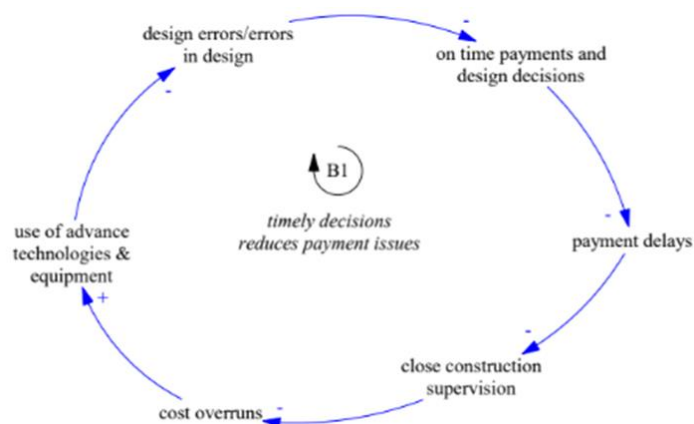 design errors/errors
in design
-
on time payments and
design decisions
-
payment delays
-
close construction
supervision
-
cost overruns
+
use of advance
technologies &
equipment
-
B1
timely decisions
reduces payment issues